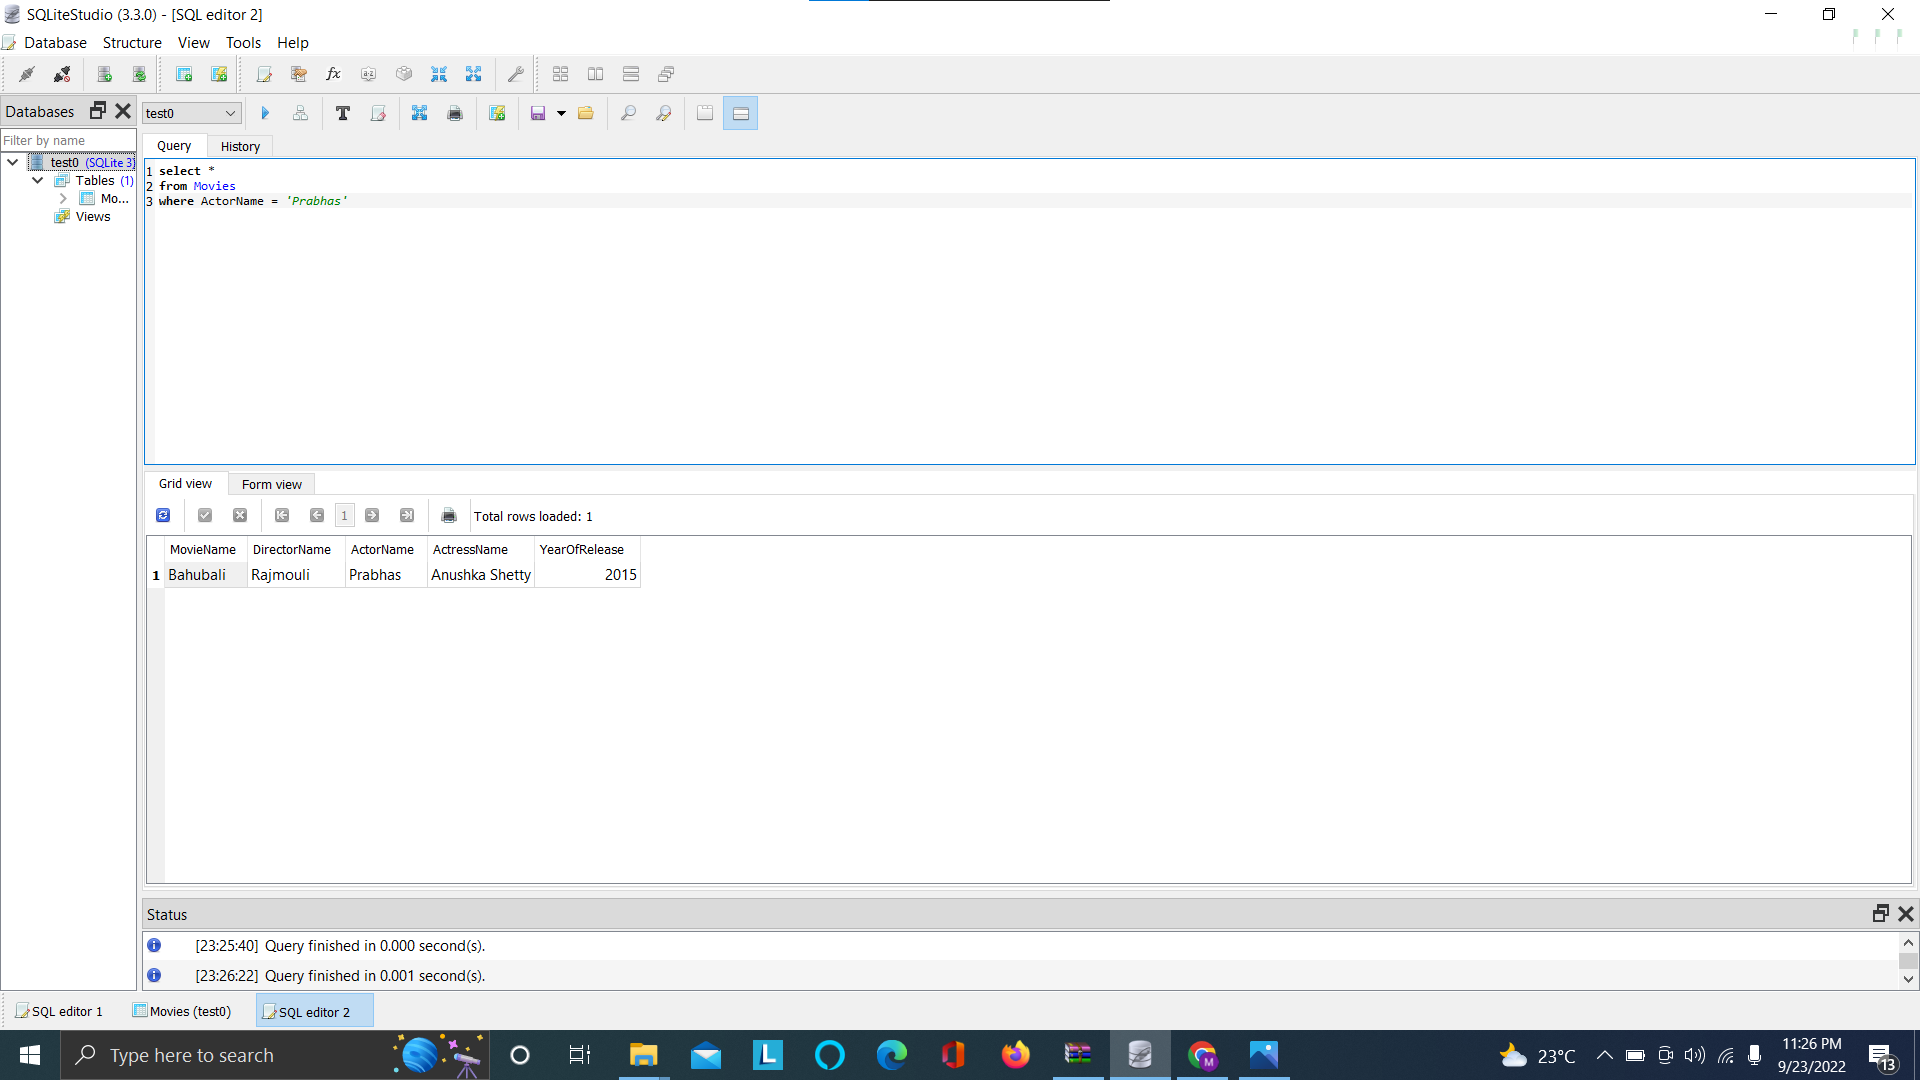 SQLiteStudio (3.3.0) - [SQL editor 2]
Database Structure View Tools Help
Databases
test0
Filter by name
Query History
test0 (SQLite 3)
Tables (1)
Mo...
Views
1 select *
2 from Movies
3 where ActorName = 'Prabhas'
Grid view Form view
1
Total rows loaded: 1
MovieName DirectorName ActorName ActressName YearOfRelease
1 Bahubali Rajmouli Prabhas Anushka Shetty 2015
Status
[23:25:40] Query finished in 0.000 second(s).
[23:26:22] Query finished in 0.001 second(s).
SQL editor 1 Movies (test0) SQL editor 2
Type here to search
L
M
23°C
11:26 PM
9/23/2022
13